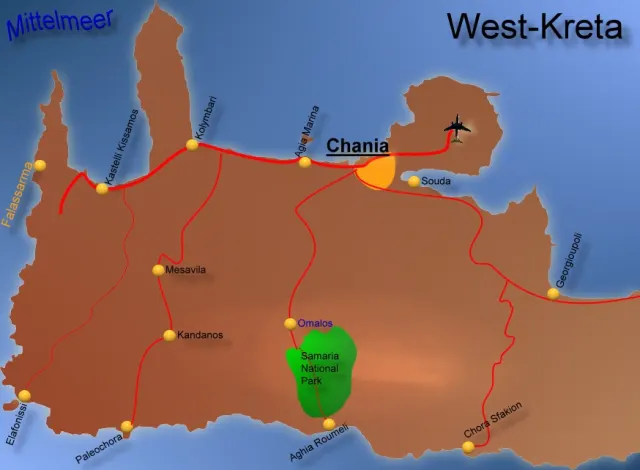 Mittelmeer
West-Kreta
Kastelli Kissamos
Kolymbari
Agia Marina
Chania
Falassarma
Souda
Georgioupoli
Mesavila
Omalos
Kandanos
Samaria
National
Park
Elafonissi
Paleochora
Aghia Roumeli
Chora Sfakion